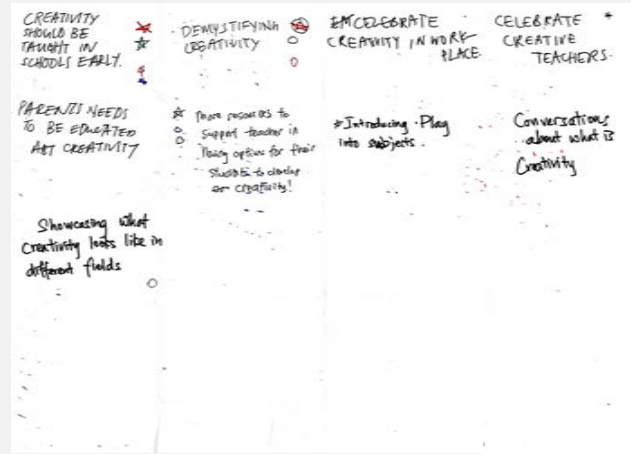 CREATIVITY
SHOULD BE
TAUGHT IN
SCHOOLS EARLY.
DEMYSTIFYING
CREATIVITY
CELEBRATE
CREATIVITY IN WORK
PLACE.
CELEBRATE
CREATIVE
TEACHERS.
PARENTS NEEDS
TO BE EDUCATED
ABT CREATIVITY
more resources to
support teacher in
options for their
students to
or creativity!
Introducing Play
into subjects.
Conversations
about what is
Creativity
Showcasing what
Creativity looks like in
different fields